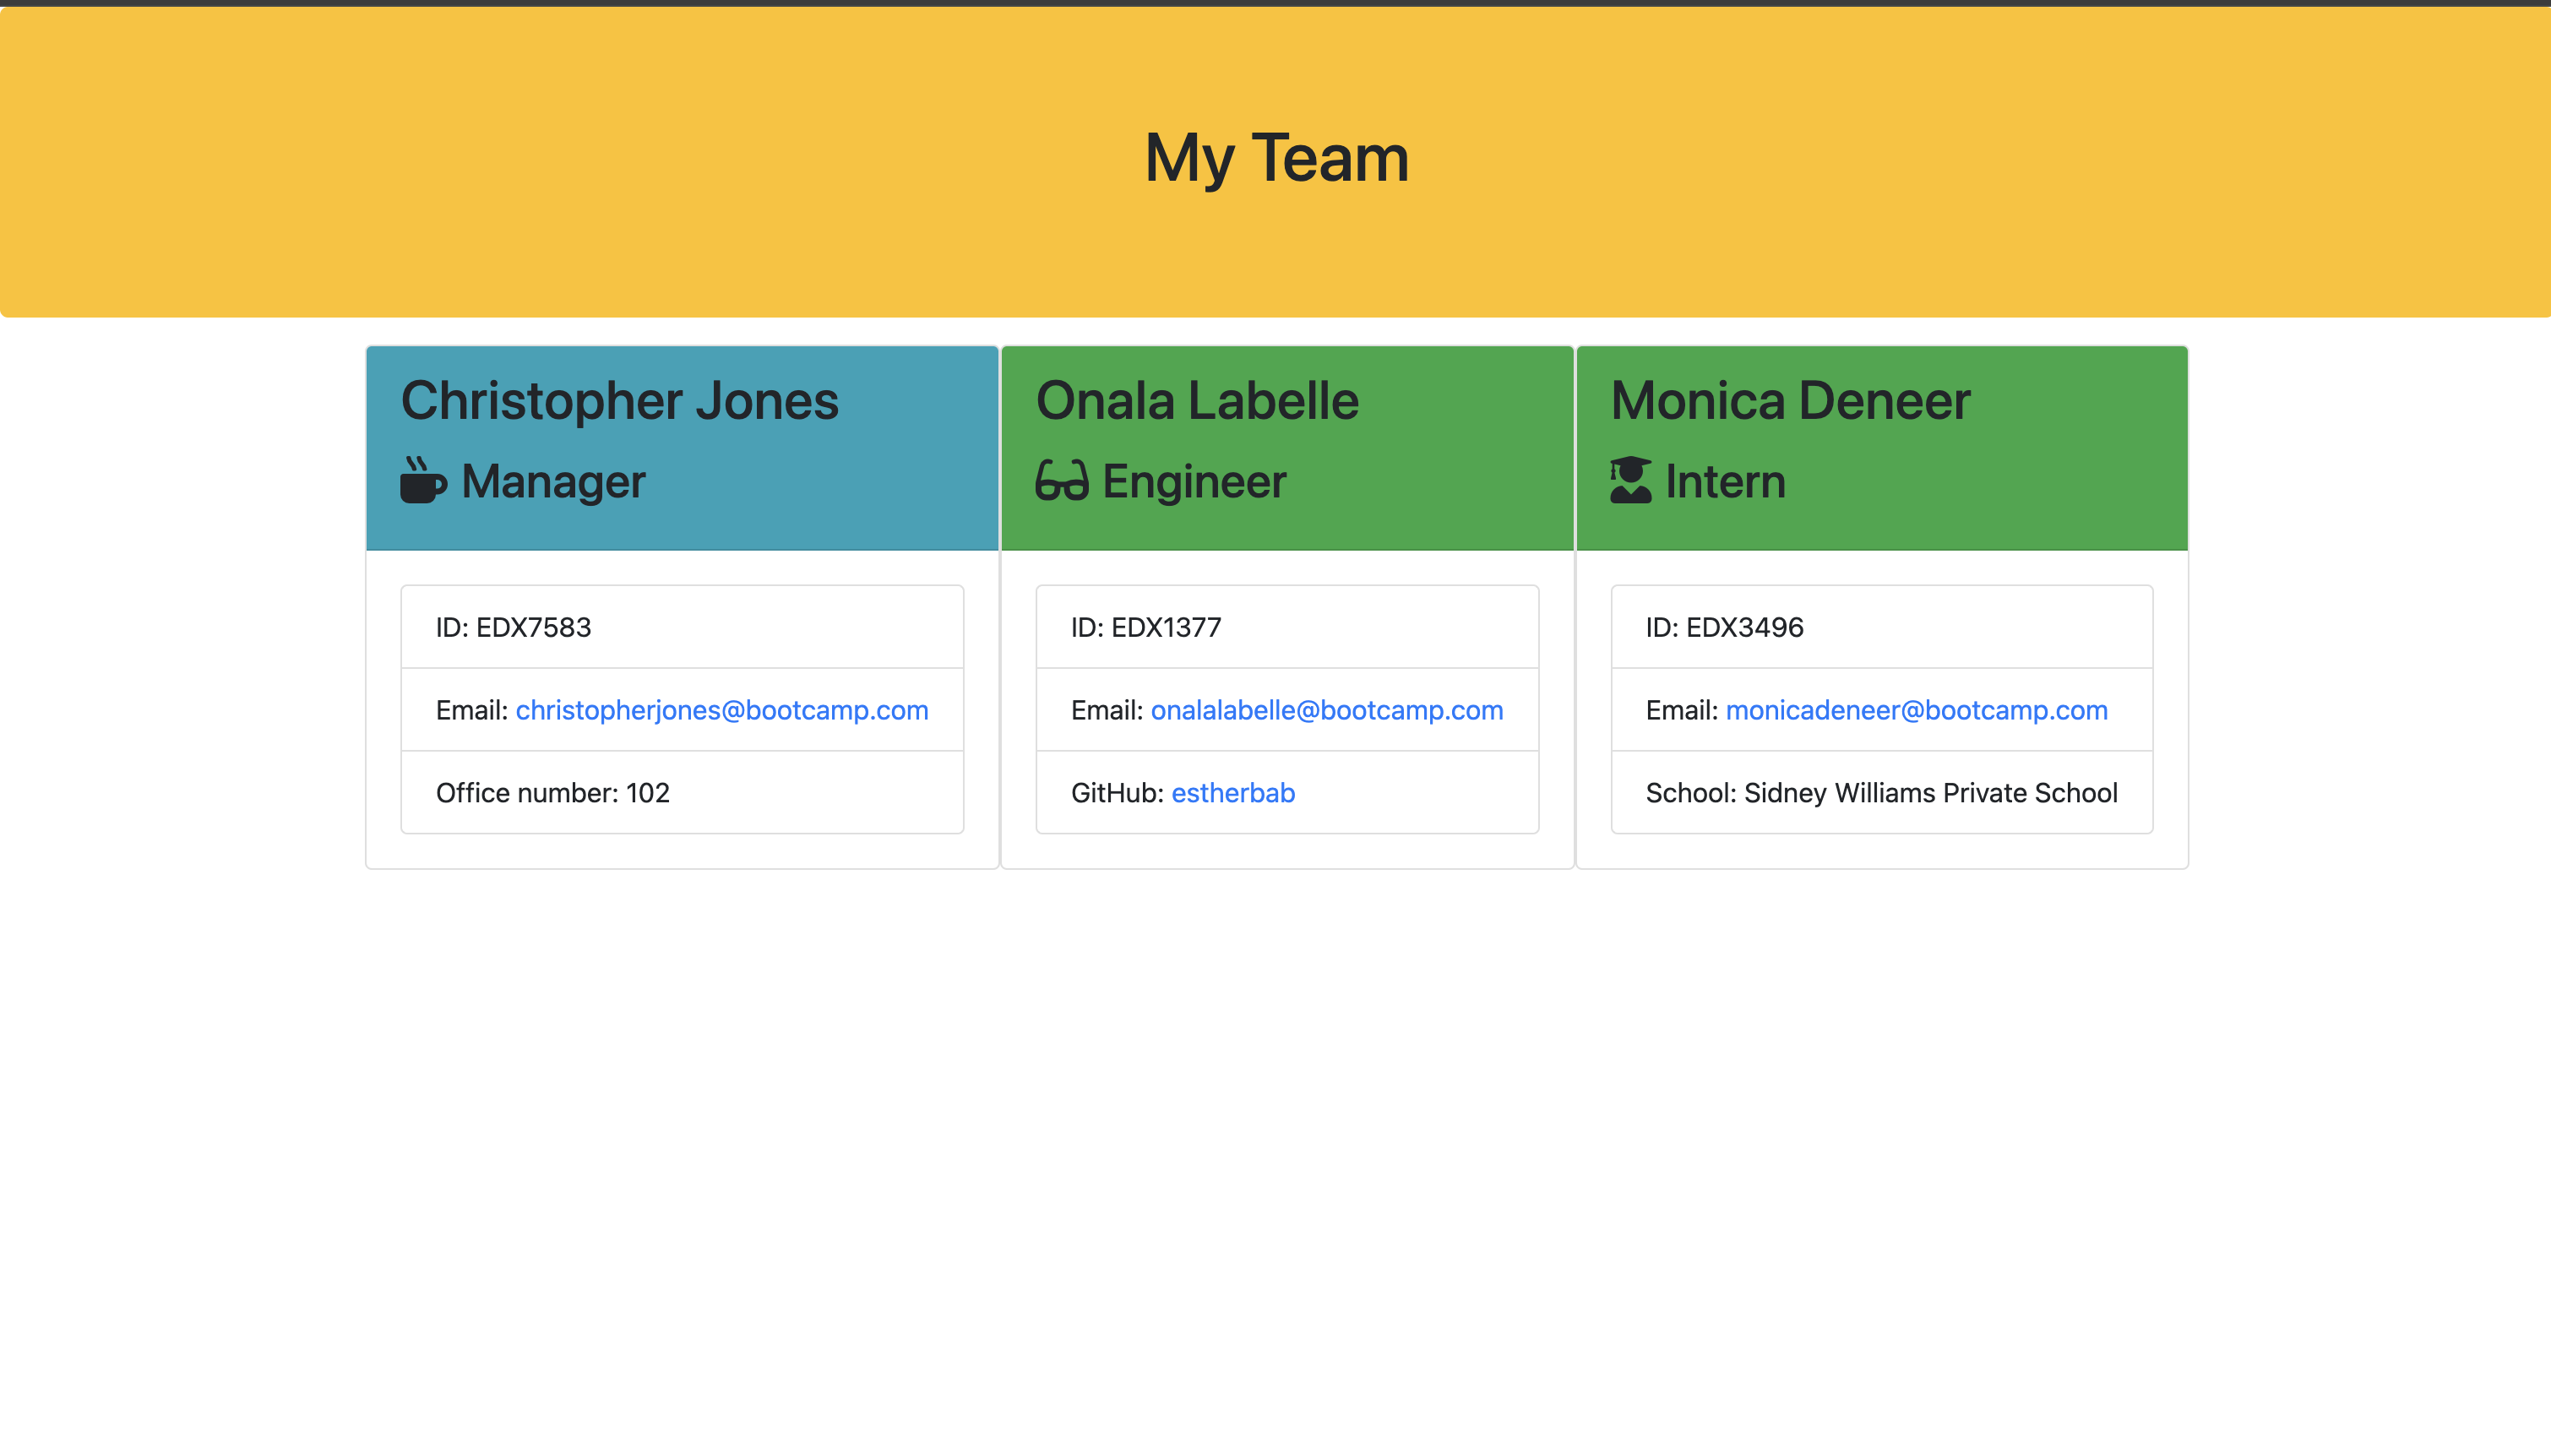 My Team
Christopher Jones
Manager
ID: EDX7583
Email: christopherjones@bootcamp.com
Office number: 102
Onala Labelle
Engineer
ID: EDX1377
Email: onalalabelle@bootcamp.com
GitHub: estherbab
Monica Deneer
Intern
ID: EDX3496
Email: monicadeneer@bootcamp.com
School: Sidney Williams Private School